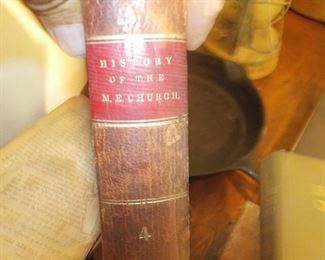 HISTORY
OF THE
M.E. CHURCH.
4